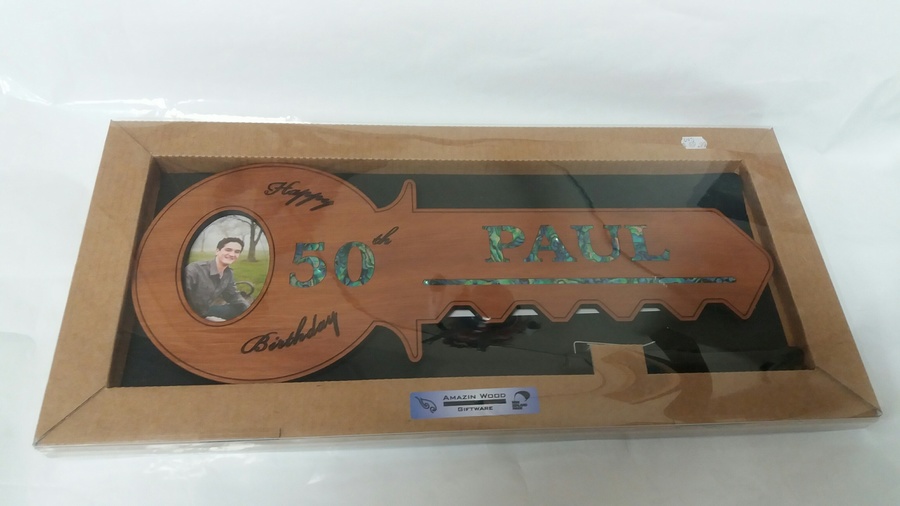 Happy
50th
Birthday
PAUL
AMAZIN WOOD
GIFTWARE